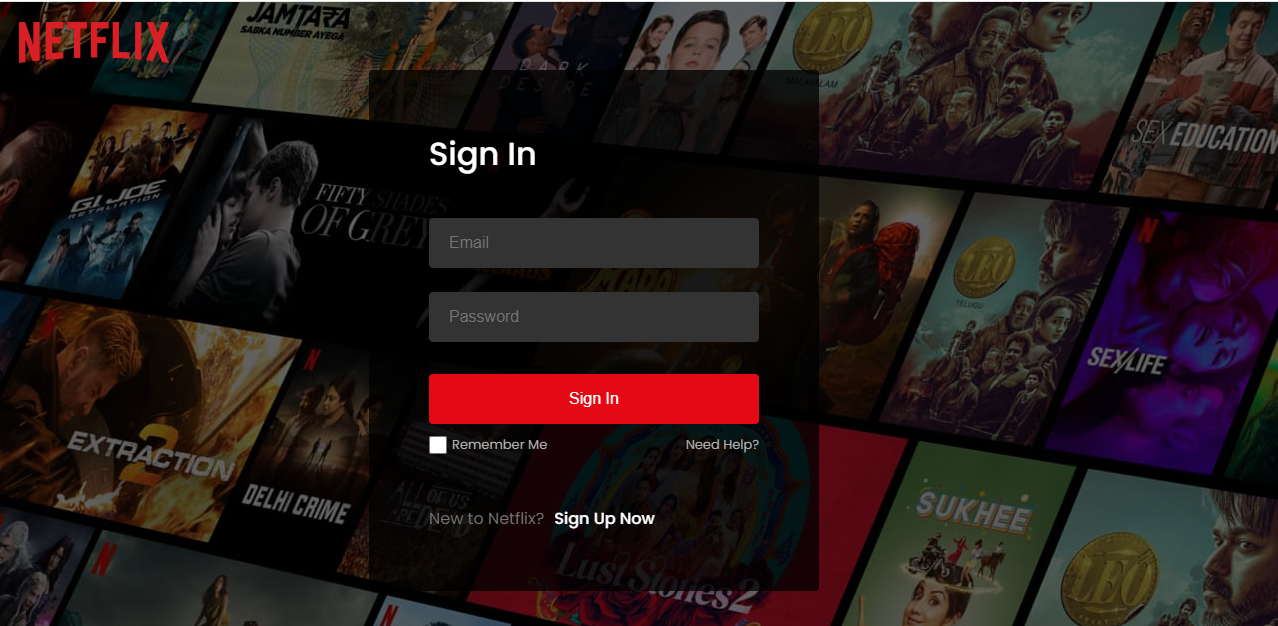 NETFLIX
JAMTARA
SABKA NUMBER AYEGA
DARK
DESIRE
LEO
MALAYALAM
SEX EDUCATION
Sign In
G.I. JOE
RETALIATION
FIFTY SHADES
OF GREY
Email
LEO
TELUGU
Password
SEX/LIFE
Sign In
EXTRACTION
2
Remember Me
Need Help?
DELHI CRIME
ALL OF US
ARE DEAD
SUKHEE
New to Netflix? Sign Up Now
Lust Stories 2
LEO